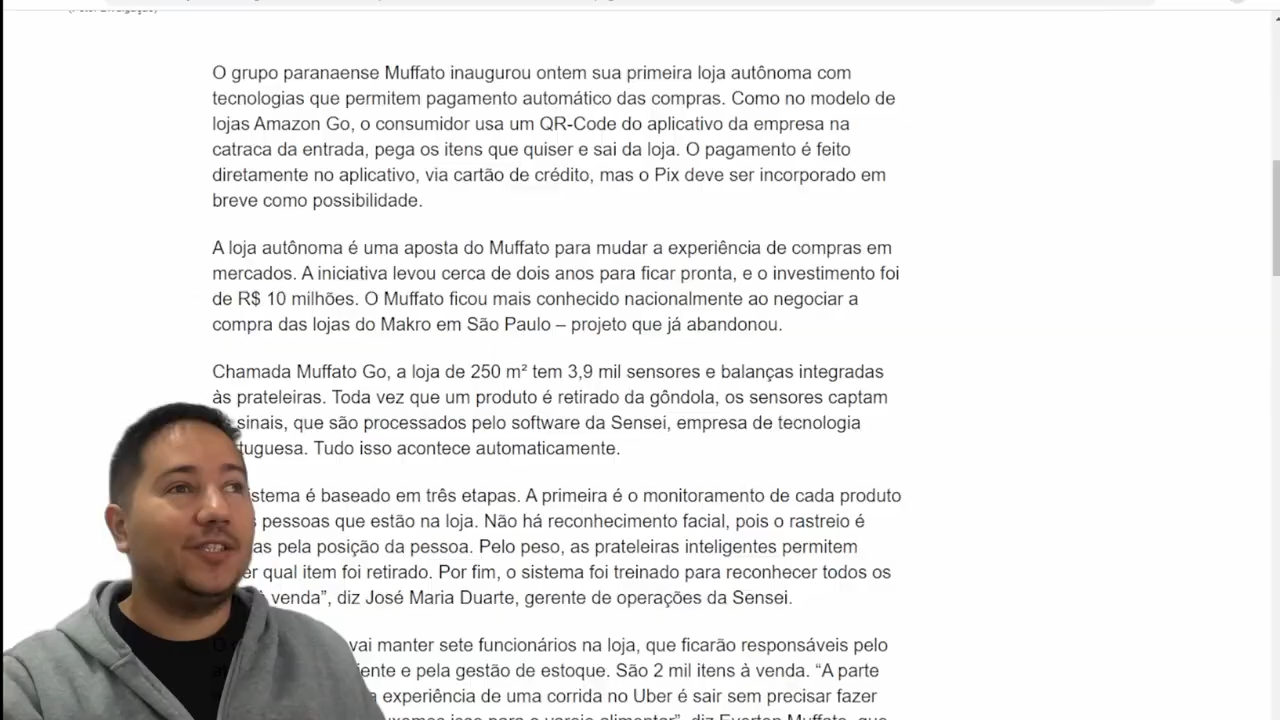 O grupo paranaense Muffato inaugurou ontem sua primeira loja autônoma com
tecnologias que permitem pagamento automático das compras. Como no modelo de
lojas Amazon Go, o consumidor usa um QR-Code do aplicativo da empresa na
catraca da entrada, pega os itens que quiser e sai da loja. O pagamento é feito
diretamente no aplicativo, via cartão de crédito, mas o Pix deve ser incorporado em
breve como possibilidade.
A loja autônoma é uma aposta do Muffato para mudar a experiência de compras em
mercados. A iniciativa levou cerca de dois anos para ficar pronta, e o investimento foi
de R$ 10 milhões. O Muffato ficou mais conhecido nacionalmente ao negociar a
compra das lojas do Makro em São Paulo – projeto que já abandonou.
Chamada Muffato Go, a loja de 250 m² tem 3,9 mil sensores e balanças integradas
às prateleiras. Toda vez que um produto é retirado da gôndola, os sensores captam
sinais, que são processados pelo software da Sensei, empresa de tecnologia
tuguesa. Tudo isso acontece automaticamente.
istema é baseado em três etapas. A primeira é o monitoramento de cada produto
pessoas que estão na loja. Não há reconhecimento facial, pois o rastreio é
as pela posição da pessoa. Pelo peso, as prateleiras inteligentes permitem
er qual item foi retirado. Por fim, o sistema foi treinado para reconhecer todos os
à venda”, diz José Maria Duarte, gerente de operações da Sensei.
O vai manter sete funcionários na loja, que ficarão responsáveis pelo
iente e pela gestão de estoque. São 2 mil itens à venda. “A parte
a experiência de uma corrida no Uber é sair sem precisar fazer
isso para o varejo alimentar”, diz Everton Muffato, que